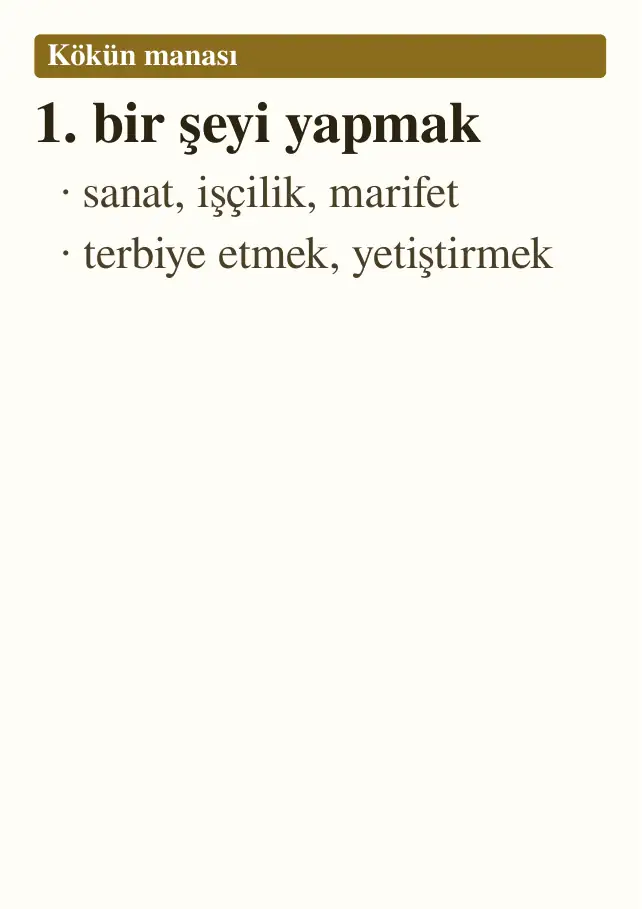 Kökün manası
1. bir şeyi yapmak
· sanat, işçilik, marifet
· terbiye etmek, yetiştirmek